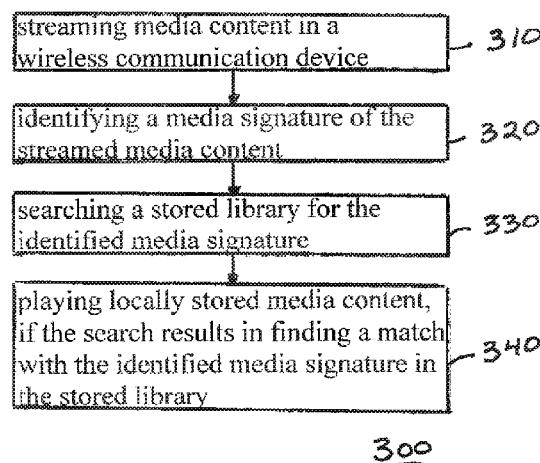 streaming media content in a
wireless communication device
310
identifying a media signature of the
streamed media content
320
searching a stored library for the
identified media signature
330
playing locally stored media content,
if the search results in finding a match
with the identified media signature in
the stored library
340
300